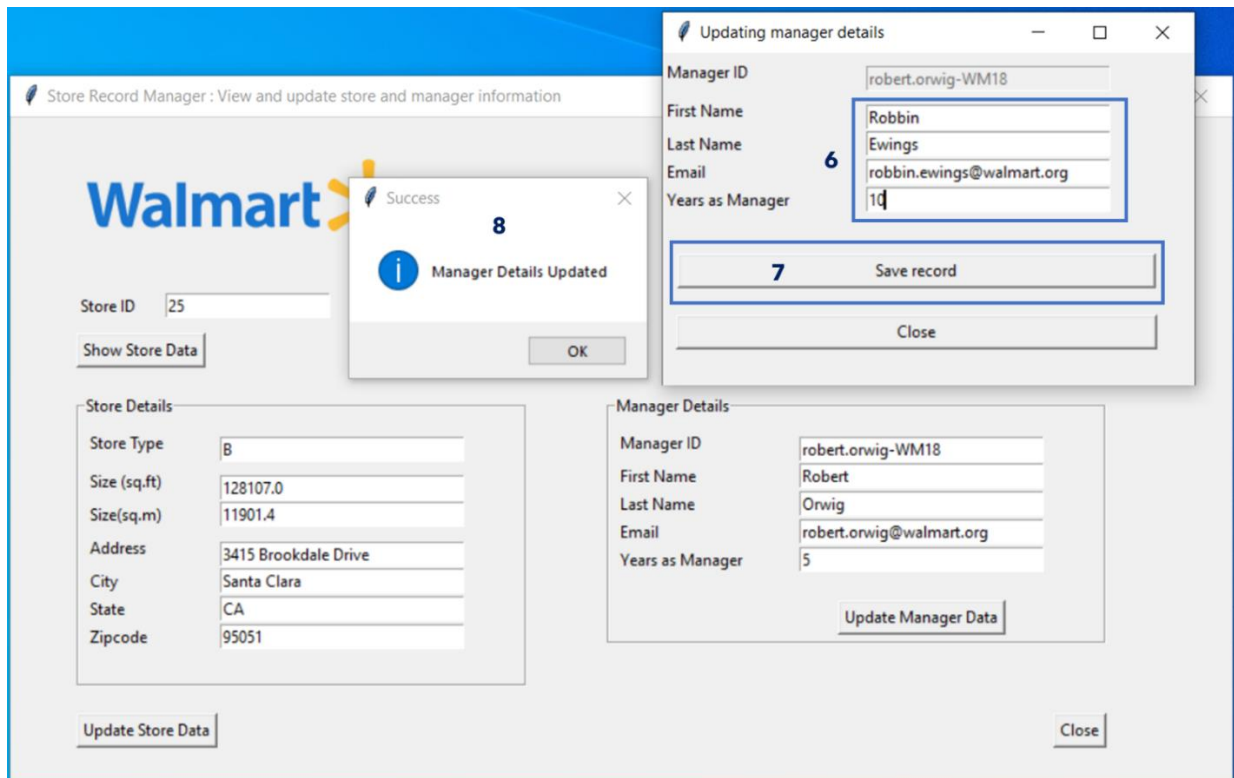 Updating manager details
Manager ID robert.orwig-WM18
First Name Robbin
Last Name Ewings
Email robbin.ewings@walmart.org
Years as Manager 10
6
7 Save record
Close
Store Record Manager : View and update store and manager information
Walmart
Success
8
i Manager Details Updated
OK
Store ID 25
Show Store Data
Store Details
Store Type B
Size (sq.ft) 128107.0
Size(sq.m) 11901.4
Address 3415 Brookdale Drive
City Santa Clara
State CA
Zipcode 95051
Manager Details
Manager ID robert.orwig-WM18
First Name Robert
Last Name Orwig
Email robert.orwig@walmart.org
Years as Manager 5
Update Manager Data
Update Store Data
Close